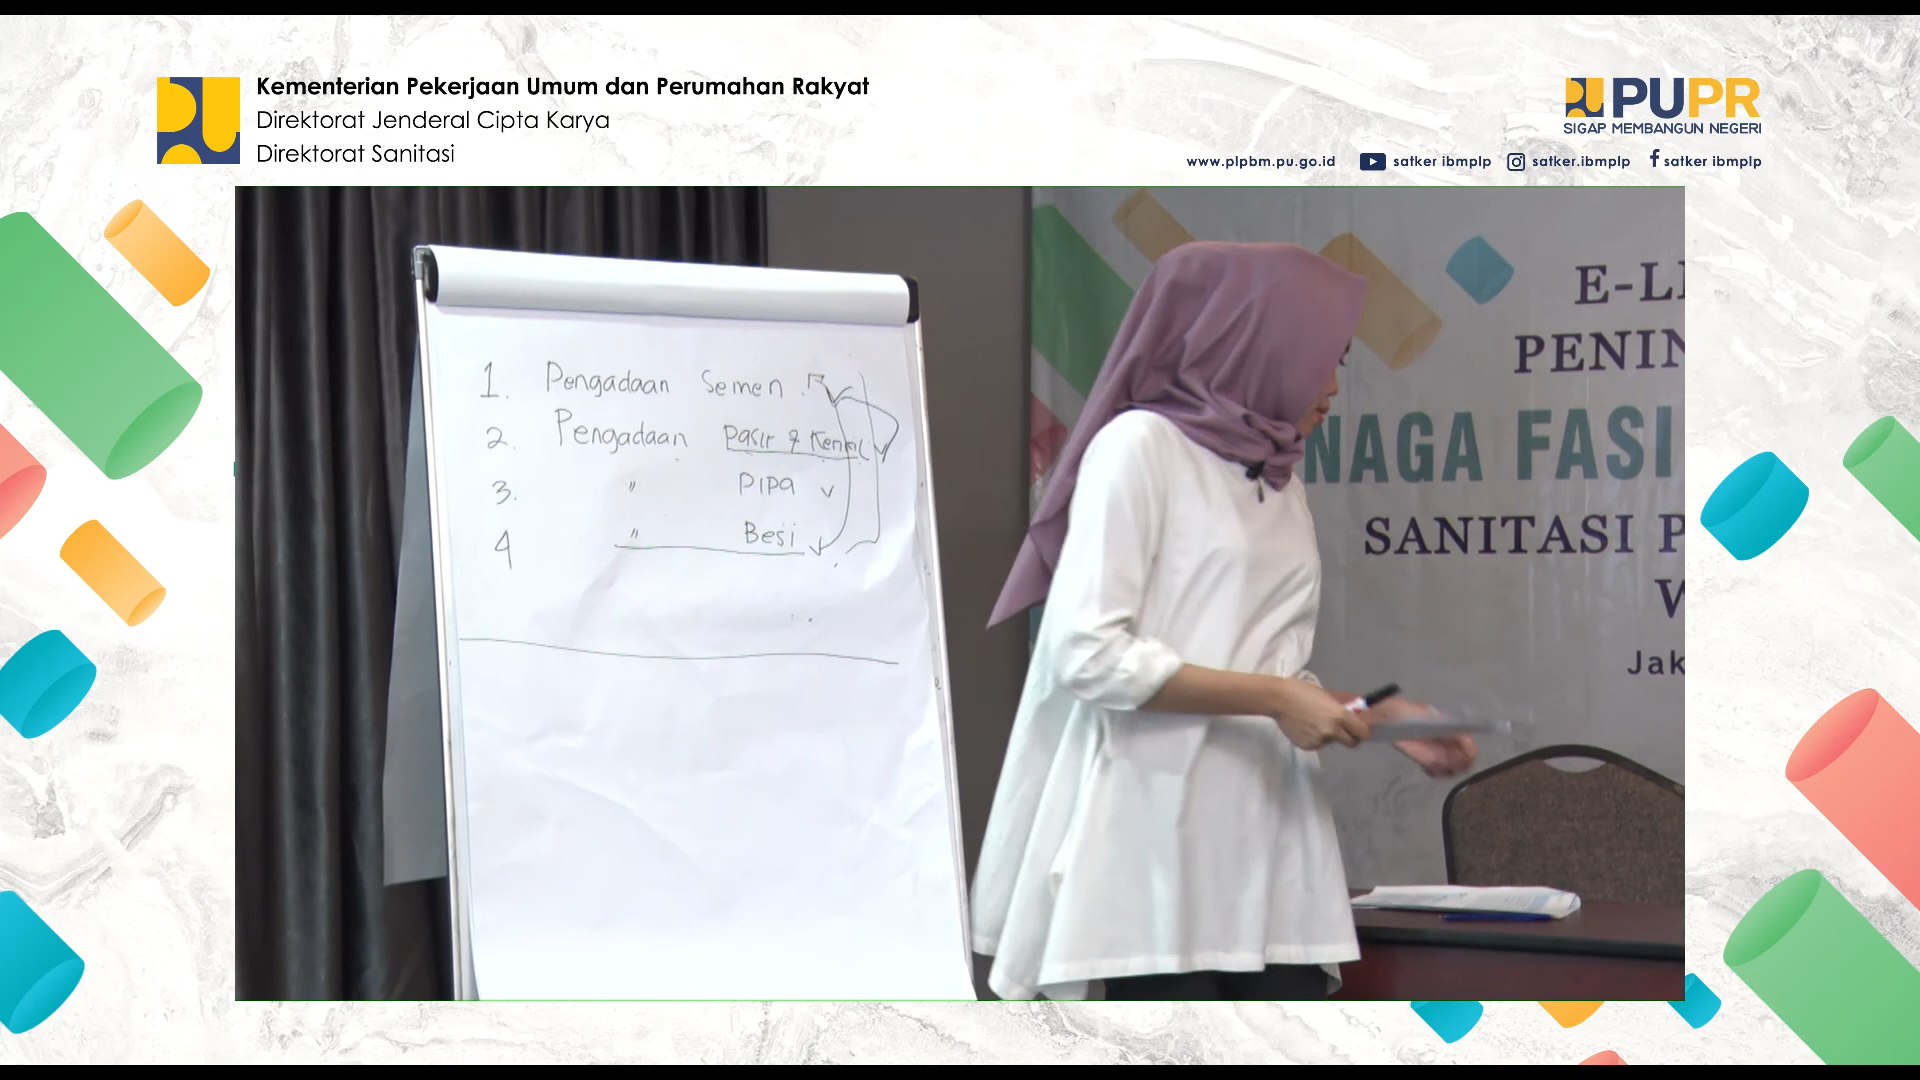 Kementerian Pekerjaan Umum dan Perumahan Rakyat
Direktorat Jenderal Cipta Karya
Direktorat Sanitasi
PUPR
SIGAP MEMBANGUN NEGERI
www.plpbm.pu.go.id satker ibmplp satker.ibmplp satker ibmplp
1. Pengadaan Semen
2. Pengadaan Pasir &
3. " Pipa v
4 " Besi
E-L
PENIN
NAGA FASI
SANITASI P
W
Jak